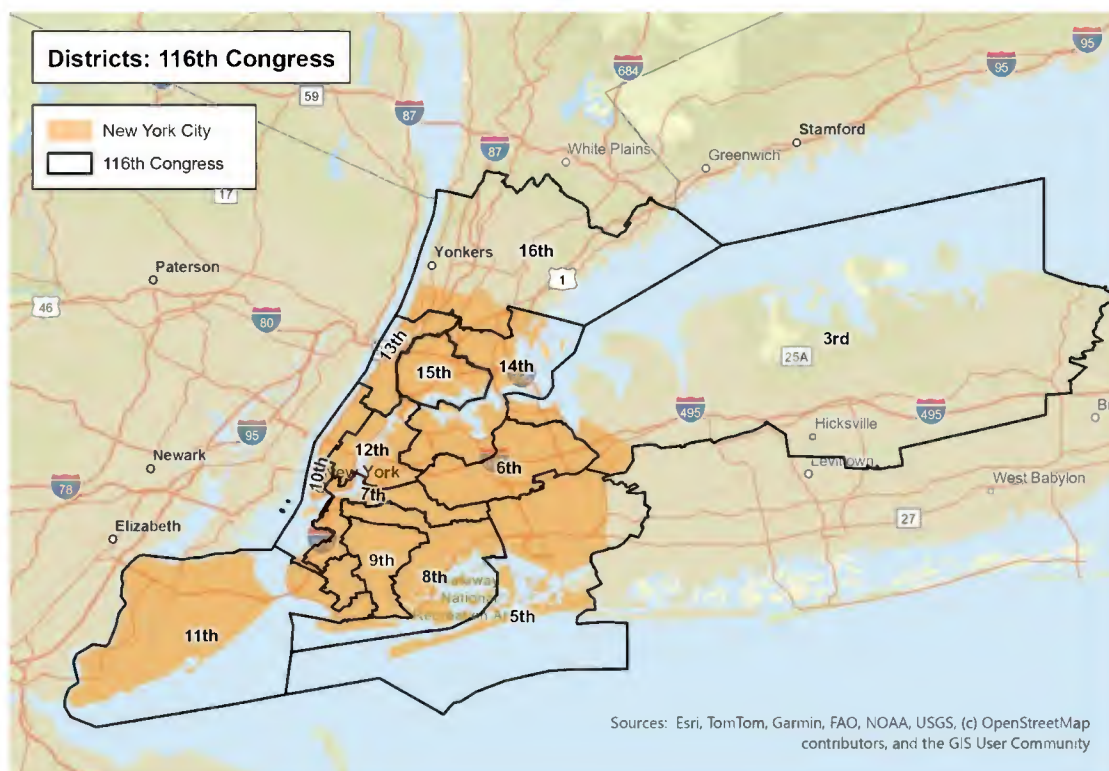 Districts: 116th Congress
New York City
116th Congress
95
684
95
59
87
Stamford
87
White Plains
Greenwich
17
16th
Yonkers
1
Paterson
46
80
3rd
13th
25A
14th
15th
495
495
Hicksville
95
12th
6th
Levittown
Newark
10th
New York
78
7th
West Babylon
27
Elizabeth
9th
8th
National
5th
11th
Sources: Esri, TomTom, Garmin, FAO, NOAA, USGS, (c) OpenStreetMap
contributors, and the GIS User Community